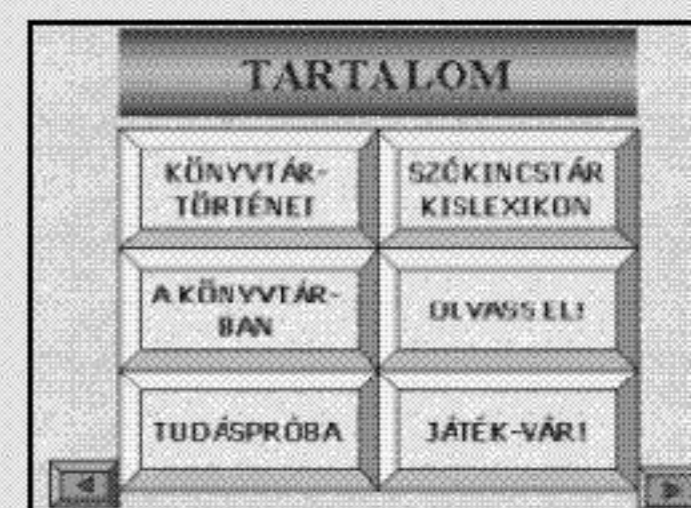 TARTALOM
KÖNYVTÁR-
TÖRTÉNET
SZÓKINCSTÁR
KISLEXIKON
A KÖNYVTÁR-
BAN
OLVASS EL!
TUDÁSPRÓBA
JÁTÉK-VÁR!